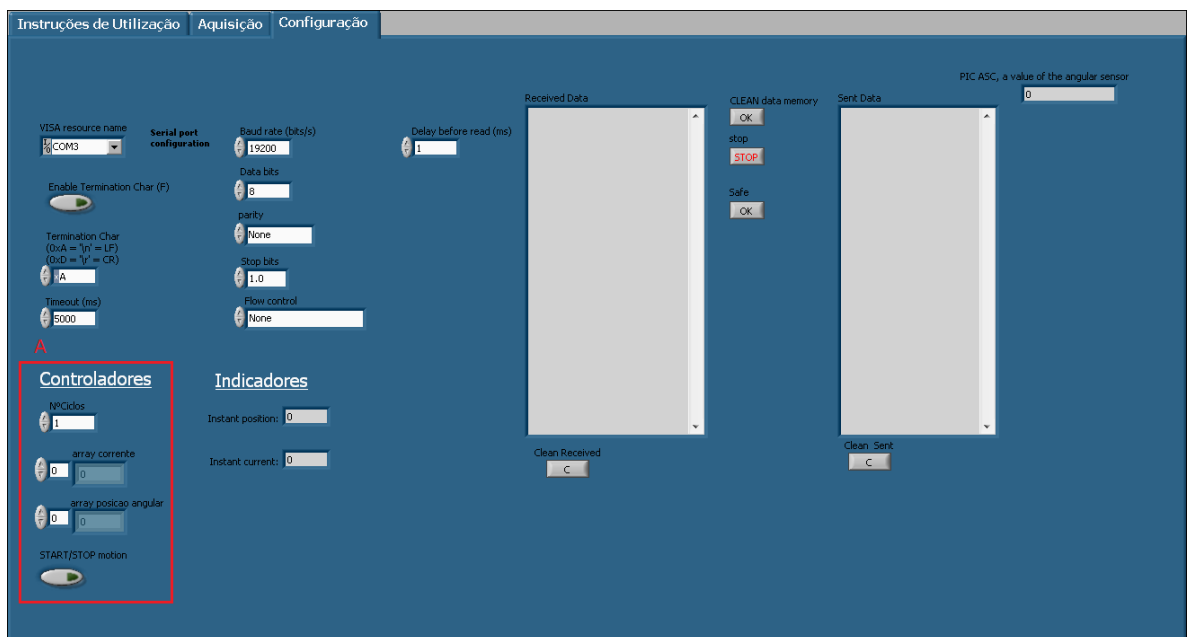 Instruções de Utilização
Aquisição
Configuração
PIC ASC, a value of the angular sensor
0
VISA resource name
COM3
Serial port
configuration
Baud rate (bits/s)
19200
Delay before read (ms)
1
Enable Termination Char (F)
Data bits
8
Termination Char
(0xA = '\n' = LF)
(0xD = '\r' = CR)
A
parity
None
Stop bits
1.0
Timeout (ms)
5000
Flow control
None
Received Data
CLEAN data memory
OK
stop
STOP
Safe
OK
Sent Data
Clean Received
C
Clean Sent
C
A
Controladores
NºCiclos
1
array corrente
0
0
array posicao angular
0
0
START/STOP motion
Indicadores
Instant position:
0
Instant current:
0